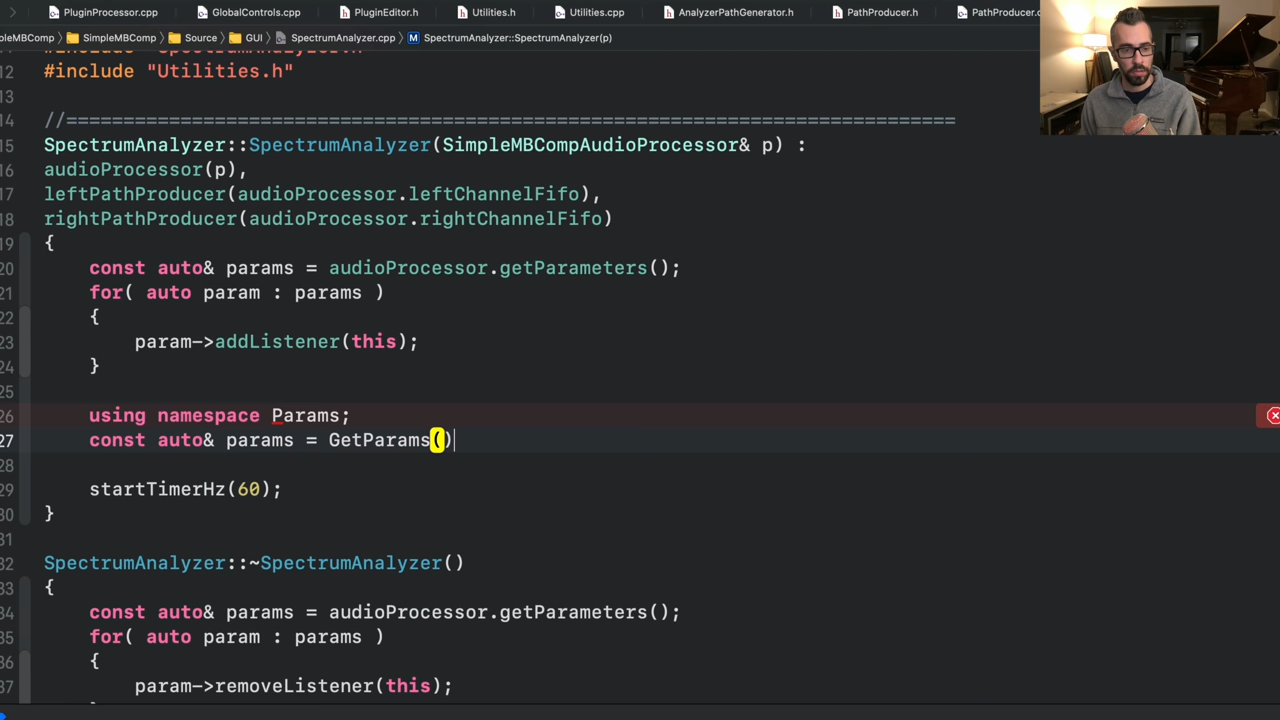 PluginProcessor.cpp GlobalControls.cpp PluginEditor.h Utilities.h Utilities.cpp AnalyzerPathGenerator.h PathProducer.h PathProducer.c
pleMBComp SimpleMBComp Source GUI SpectrumAnalyzer.cpp M SpectrumAnalyzer::SpectrumAnalyzer(p)
12 #include "Utilities.h"
13
14 //==============================================================================
15 SpectrumAnalyzer::SpectrumAnalyzer(SimpleMBCompAudioProcessor& p) :
16 audioProcessor(p),
17 leftPathProducer(audioProcessor.leftChannelFifo),
18 rightPathProducer(audioProcessor.rightChannelFifo)
19 {
20 const auto& params = audioProcessor.getParameters();
21 for( auto param : params )
22 {
23 param->addListener(this);
24 }
25
26 using namespace Params;
27 const auto& params = GetParams()
28
29 startTimerHz(60);
30 }
31
32 SpectrumAnalyzer::~SpectrumAnalyzer()
33 {
34 const auto& params = audioProcessor.getParameters();
35 for( auto param : params )
36 {
37 param->removeListener(this);